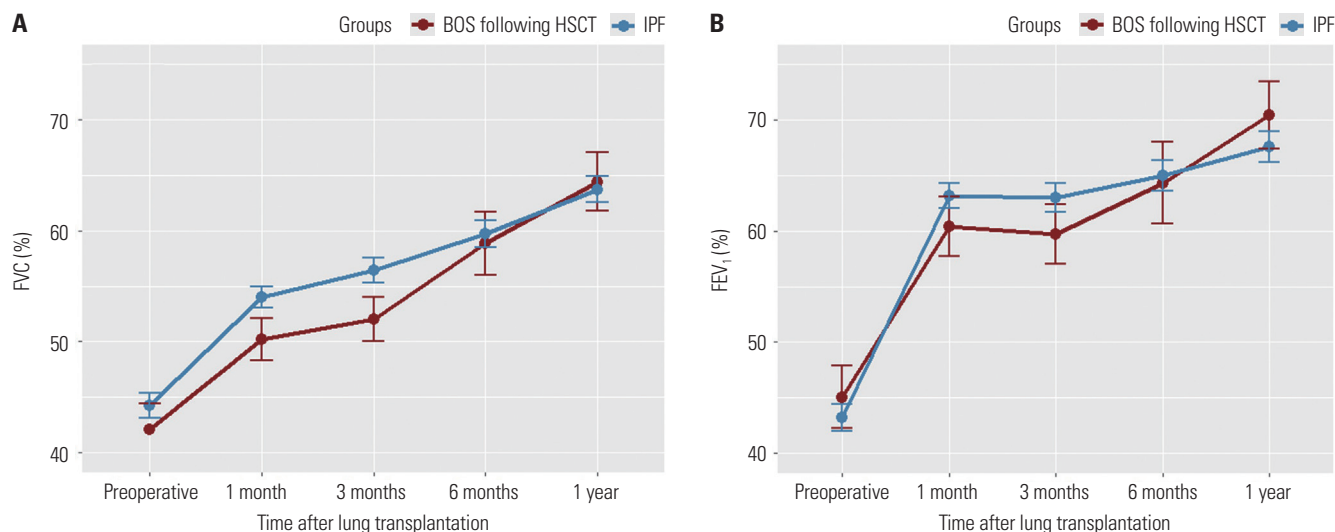 A
Groups BOS following HSCT IPF
FVC (%)
70
60
50
40
Preoperative 1 month 3 months 6 months 1 year
Time after lung transplantation
B
Groups BOS following HSCT IPF
FEV₁ (%)
70
60
50
40
Preoperative 1 month 3 months 6 months 1 year
Time after lung transplantation